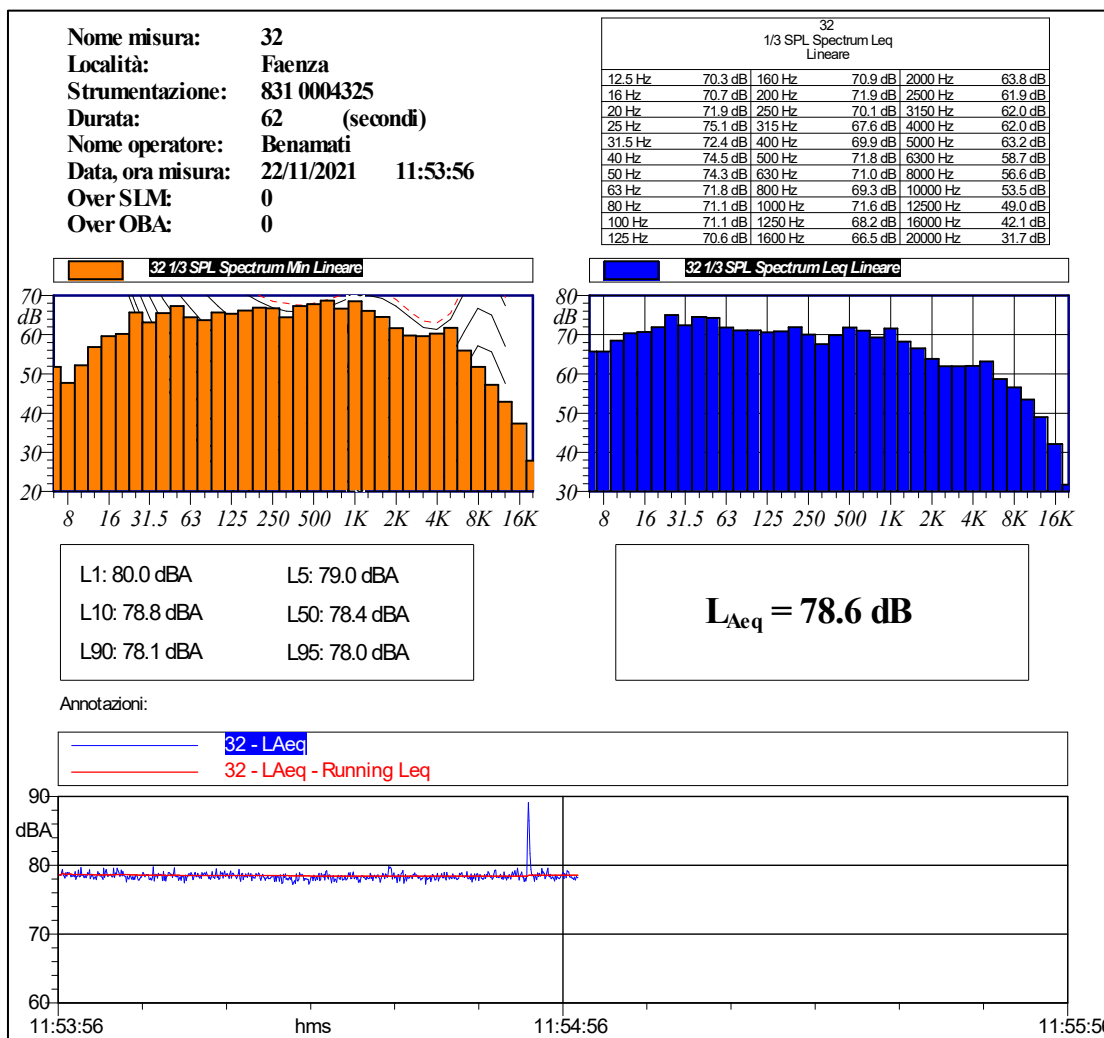 Nome misura: 32
Località: Faenza
Strumentazione: 831 0004325
Durata: 62 (secondi)
Nome operatore: Benamati
Data, ora misura: 22/11/2021 11:53:56
Over SLM: 0
Over OBA: 0
32
1/3 SPL Spectrum Leq
Lineare
12.5 Hz 70.3 dB 160 Hz 70.9 dB 2000 Hz 63.8 dB
16 Hz 70.7 dB 200 Hz 71.9 dB 2500 Hz 61.9 dB
20 Hz 71.9 dB 250 Hz 70.1 dB 3150 Hz 62.0 dB
25 Hz 75.1 dB 315 Hz 67.6 dB 4000 Hz 62.0 dB
31.5 Hz 72.4 dB 400 Hz 69.9 dB 5000 Hz 63.2 dB
40 Hz 74.5 dB 500 Hz 71.8 dB 6300 Hz 58.7 dB
50 Hz 74.3 dB 630 Hz 71.0 dB 8000 Hz 56.6 dB
63 Hz 71.8 dB 800 Hz 69.3 dB 10000 Hz 53.5 dB
80 Hz 71.1 dB 1000 Hz 71.6 dB 12500 Hz 49.0 dB
100 Hz 71.1 dB 1250 Hz 68.2 dB 16000 Hz 42.1 dB
125 Hz 70.6 dB 1600 Hz 66.5 dB 20000 Hz 31.7 dB
32 1/3 SPL Spectrum Min Lineare
70
dB
60
50
40
30
20
8 16 31.5 63 125 250 500 1K 2K 4K 8K 16K
32 1/3 SPL Spectrum Leq Lineare
80
dB
70
60
50
40
30
8 16 31.5 63 125 250 500 1K 2K 4K 8K 16K
L1: 80.0 dBA L5: 79.0 dBA
L10: 78.8 dBA L50: 78.4 dBA
L90: 78.1 dBA L95: 78.0 dBA
LAeq = 78.6 dB
Annotazioni:
32 - LAeq
32 - LAeq - Running Leq
90
dBA
80
70
60
11:53:56 hms 11:54:56 11:55:56